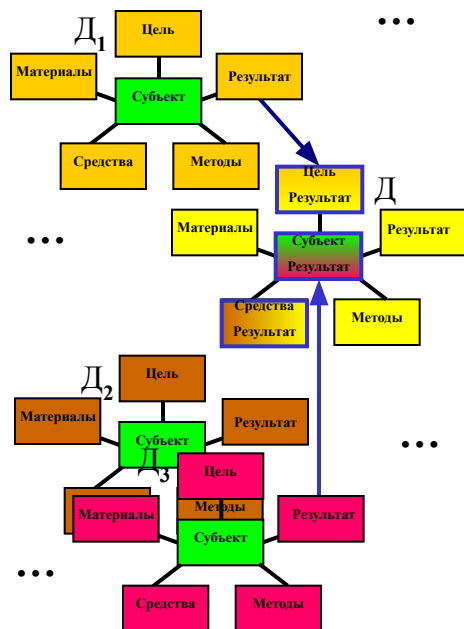 ...
Д1
Цель
Материалы
Результат
Субъект
Средства
Методы
Цель
Результат
Д
Материалы
Результат
...
Субъект
Результат
Средства
Результат
Методы
Д2
Цель
Материалы
Результат
Субъект
...
Д3
Цель
Материалы
Методы
Результат
Субъект
...
Средства
Методы